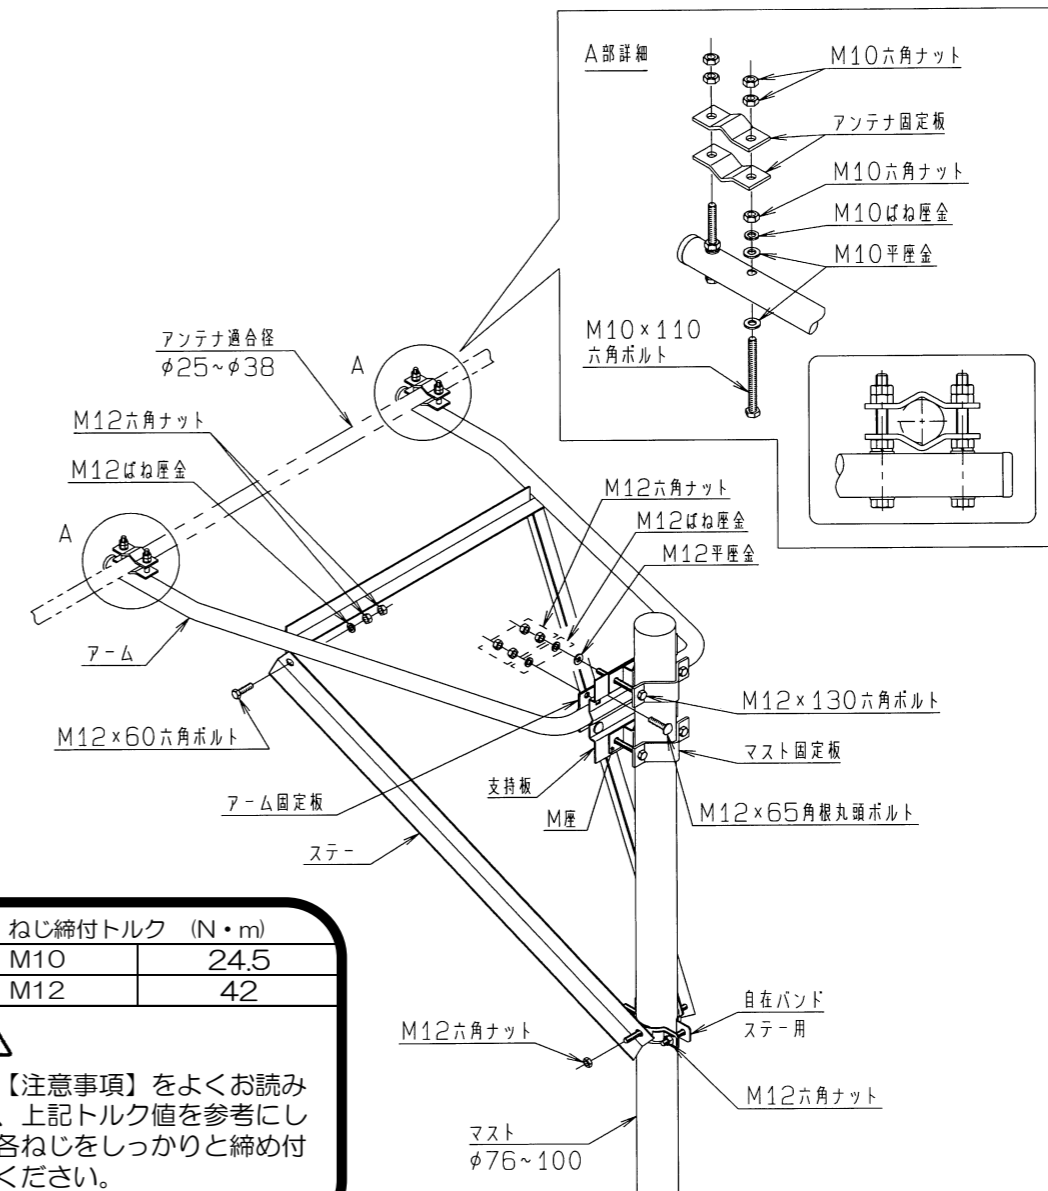 A部詳細
M10六角ナット
アンテナ固定板
M10六角ナット
M10ばね座金
M10平座金
M10×110
六角ボルト
アンテナ適合径
φ25~φ38
A
M12六角ナット
M12ばね座金
A
M12六角ナット
M12ばね座金
M12平座金
アーム
M12×60六角ボルト
M12×130六角ボルト
マスト固定板
支持板
アーム固定板
M座
M12×65角根丸頭ボルト
ステー
ねじ締付トルク (N・m)
M10 24.5
M12 42
【注意事項】をよくお読み
、上記トルク値を参考にし
各ねじをしっかりと締め付
ください。
自在バンド
ステー用
M12六角ナット
M12六角ナット
マスト
φ76~100